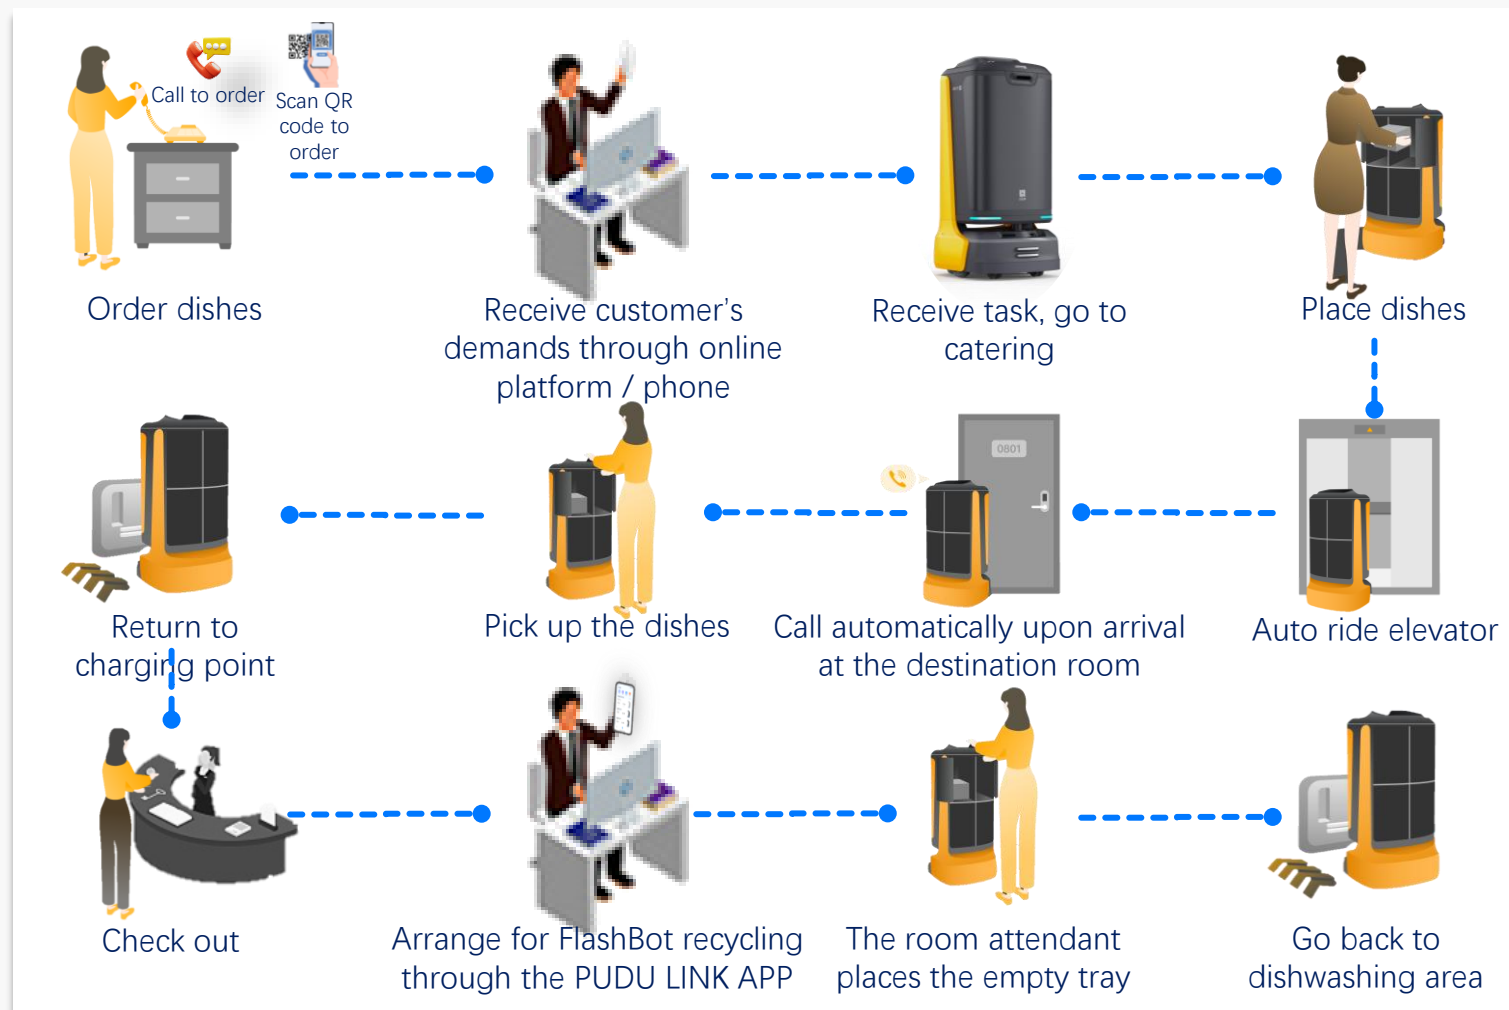 Call to order
Scan QR
code to
order
Order dishes
Receive customer's
demands through online
platform / phone
Receive task, go to
catering
Place dishes
0801
Return to
charging point
Pick up the dishes
Call automatically upon arrival
at the destination room
Auto ride elevator
Check out
Arrange for FlashBot recycling
through the PUDU LINK APP
The room attendant
places the empty tray
Go back to
dishwashing area